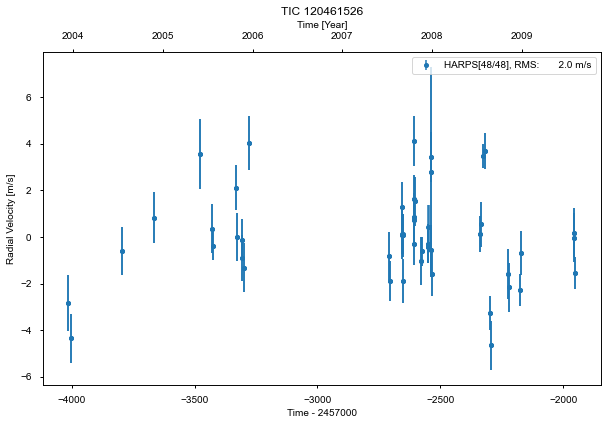 TIC 120461526
Time [Year]
2004 2005 2006 2007 2008 2009
HARPS[48/48], RMS: 2.0 m/s
6
4
2
0
−2
−4
−6
Radial Velocity [m/s]
−4000 −3500 −3000 −2500 −2000
Time - 2457000